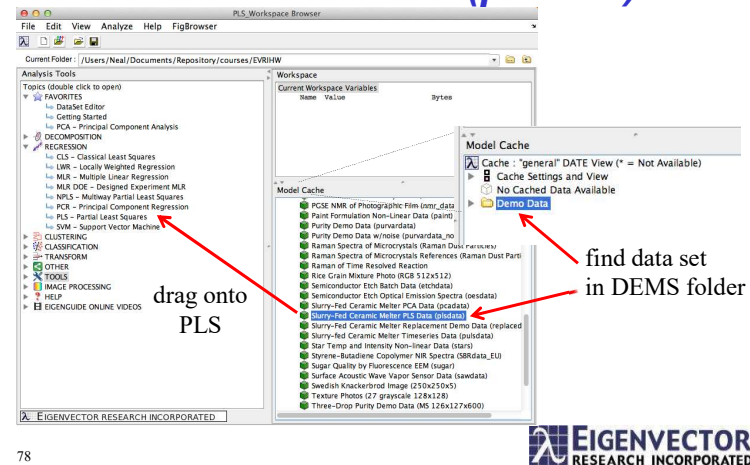 PLS_Workspace Browser
File Edit View Analyze Help FigBrowser
Current Folder : /Users/Neal/Documents/Repository/courses/EVRIHW
Analysis Tools
Topics (double click to open)
FAVORITES
DataSet Editor
Getting Started
PCA - Principal Component Analysis
DECOMPOSITION
REGRESSION
CLS - Classical Least Squares
LWR - Locally Weighted Regression
MLR - Multiple Linear Regression
MLR DOE - Designed Experiment MLR
NPLS - Multiway Partial Least Squares
PCR - Principal Component Regression
PLS - Partial Least Squares
SVM - Support Vector Machine
CLUSTERING
CLASSIFICATION
TRANSFORM
OTHER
TOOLS
IMAGE PROCESSING
HELP
EIGENGUIDE ONLINE VIDEOS
EIGENVECTOR RESEARCH INCORPORATED
drag onto
PLS
Workspace
Current Workspace Variables
Name Value Bytes
Model Cache
PGSE NMR of Photographic Film (nmr_data
Paint Formulation Non-Linear Data (paint)
Purity Demo Data (purvardata)
Purity Demo Data w/noise (purvardata_no
Raman Spectra of Microcrystals (Raman Dust Particles)
Raman Spectra of Microcrystals References (Raman Dust Parti
Raman of Time Resolved Reaction
Rice Grain Mixture Photo (RGB 512x512)
Semiconductor Etch Batch Data (etchdata)
Semiconductor Etch Optical Emission Spectra (oesdata)
Slurry-Fed Ceramic Melter PCA Data (pcadata)
Slurry-Fed Ceramic Melter PLS Data (plsdata)
Slurry-Fed Ceramic Melter Replacement Demo Data (replaced
Slurry-fed Ceramic Melter Timeseries Data (pulsdata)
Star Temp and Intensity Non-linear Data (stars)
Styrene-Butadiene Copolymer NIR Spectra (SBRdata_EU)
Sugar Quality by Fluorescence EEM (sugar)
Surface Acoustic Wave Vapor Sensor Data (sawdata)
Swedish Knackerbrod Image (250x250x5)
Texture Photos (27 grayscale 128x128)
Three-Drop Purity Demo Data (MS 126x127x600)
Model Cache
Cache : "general" DATE View (* = Not Available)
Cache Settings and View
No Cached Data Available
Demo Data
find data set
in DEMS folder
78
EIGENVECTOR
RESEARCH INCORPORATED